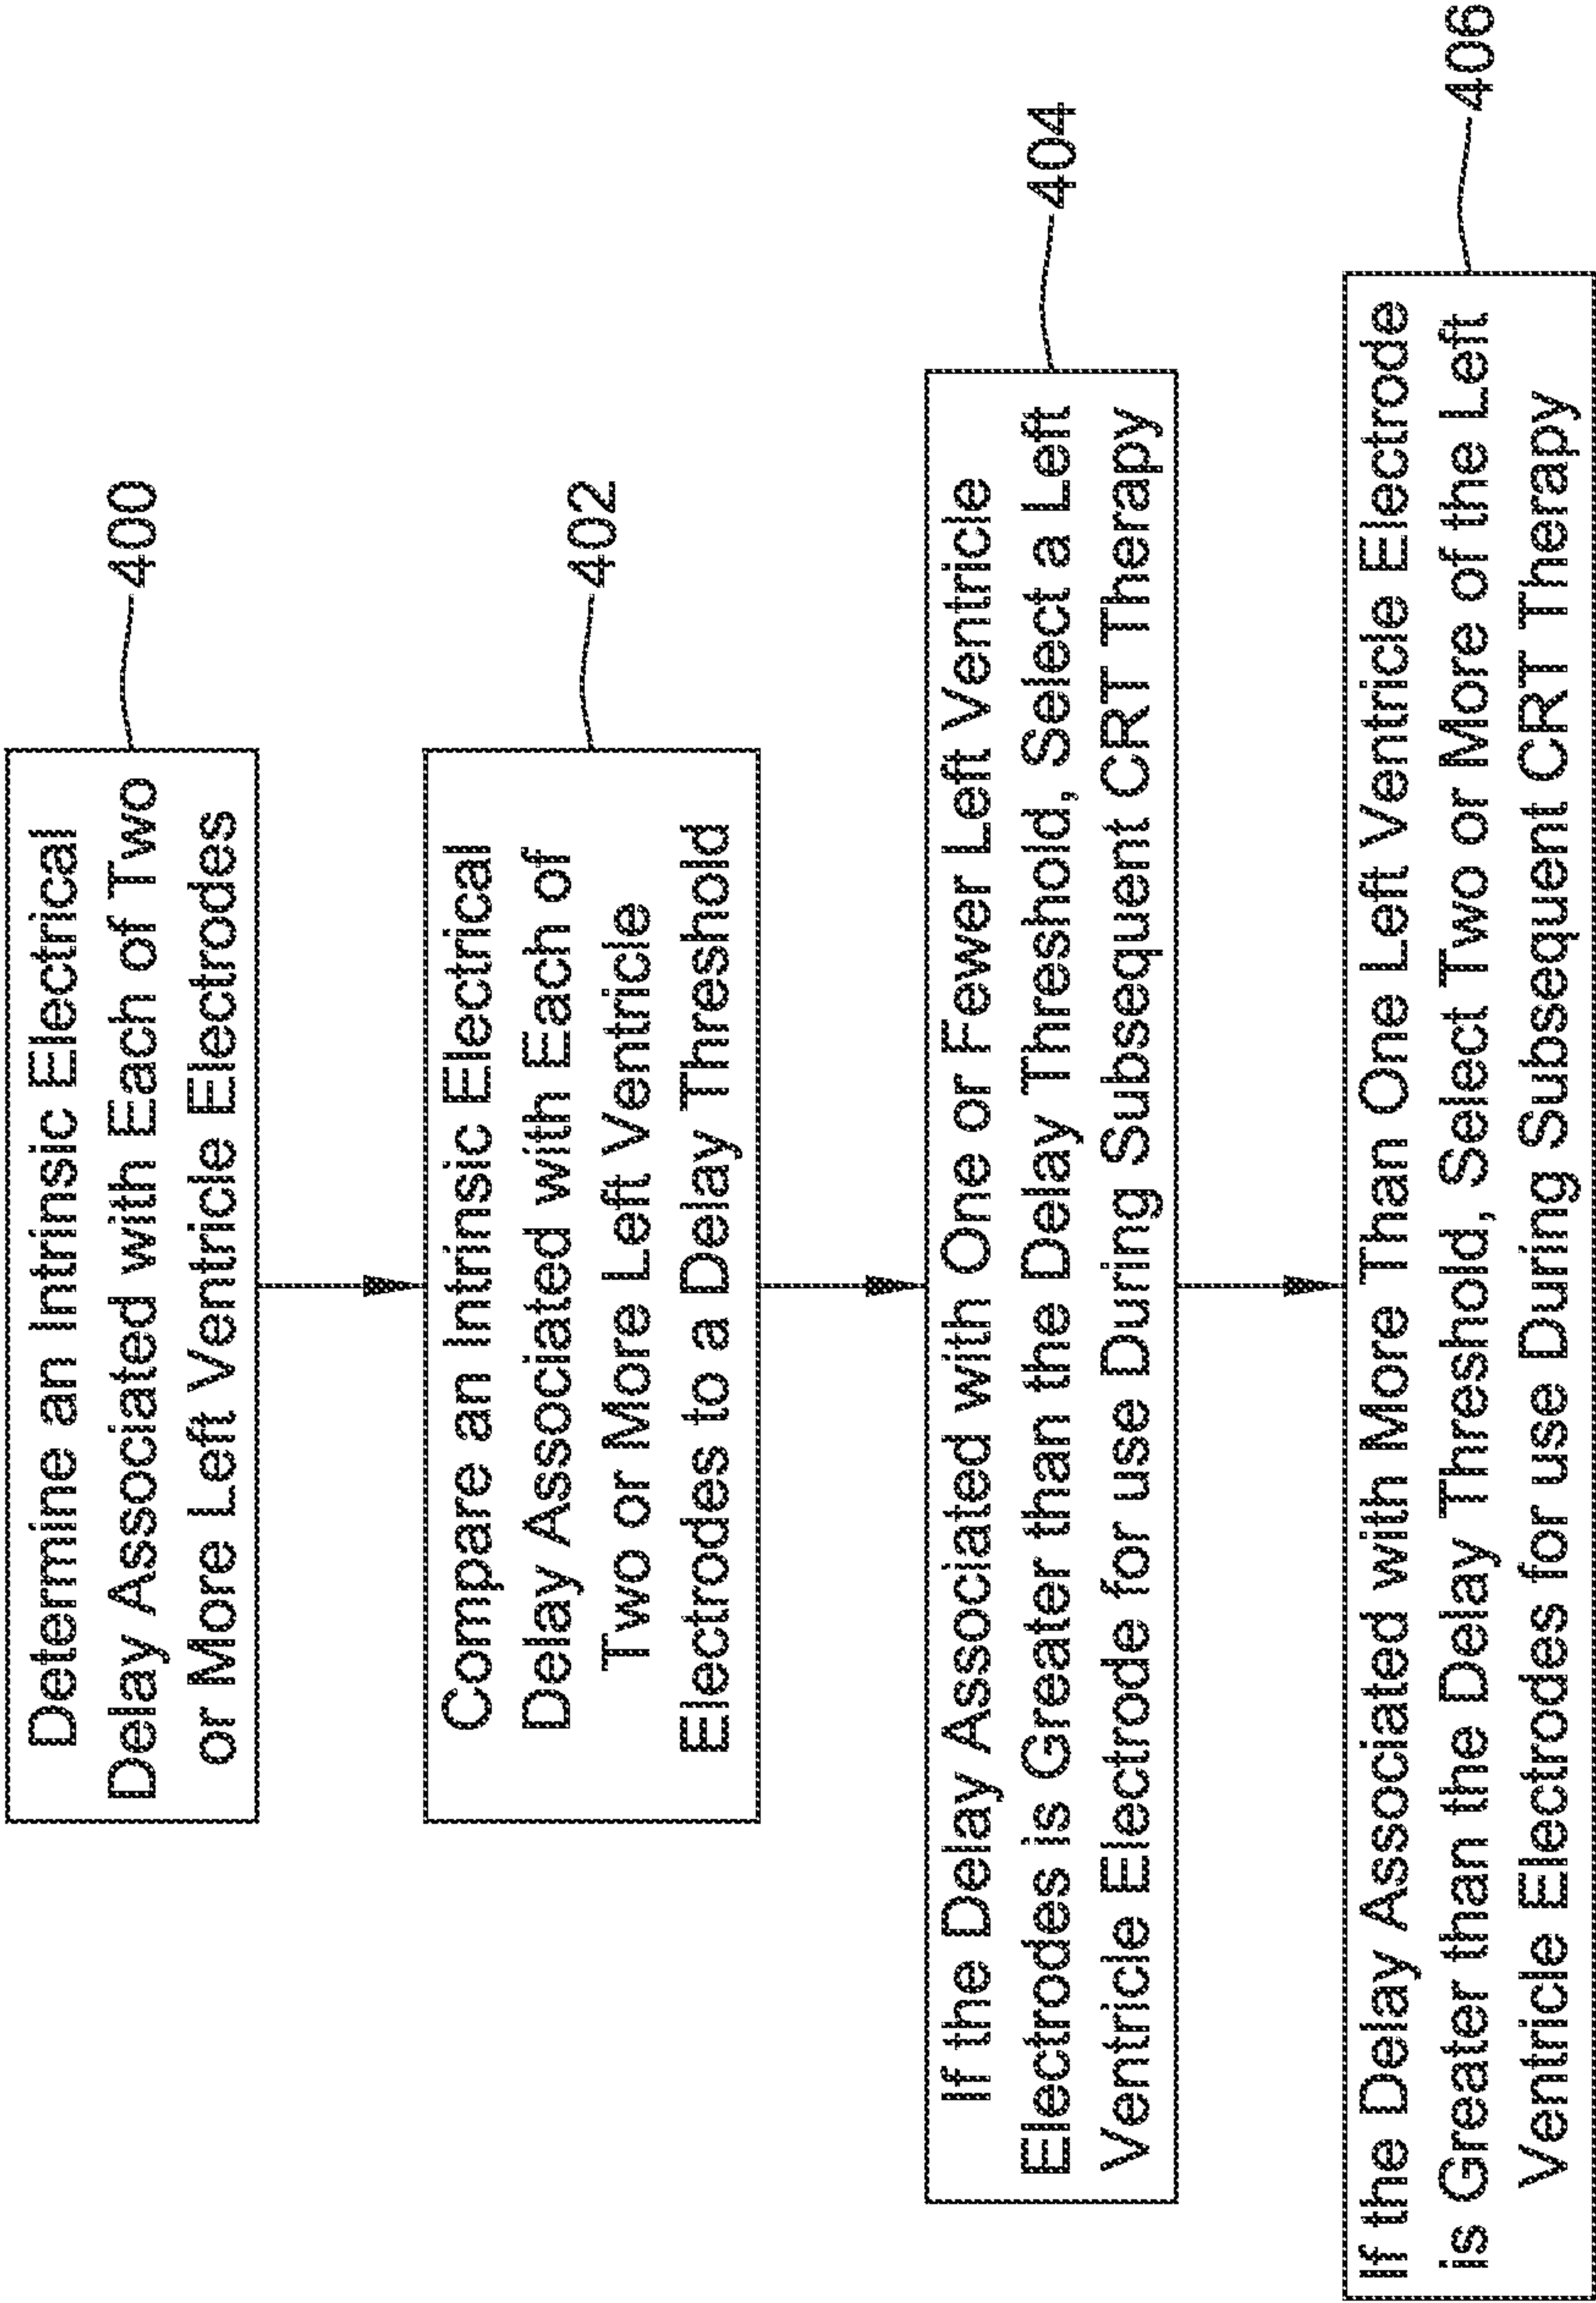 Determine an Intrinsic Electrical
Delay Associated with Each of Two
or More Left Ventricle Electrodes
400
Compare an Intrinsic Electrical
Delay Associated with Each of
Two or More Left Ventricle
Electrodes to a Delay Threshold
402
If the Delay Associated with One or Fewer Left Ventricle
Electrodes is Greater than the Delay Threshold, Select a Left
Ventricle Electrode for use During Subsequent CRT Therapy
404
If the Delay Associated with More Than One Left Ventricle Electrode
is Greater than the Delay Threshold, Select Two or More of the Left
Ventricle Electrodes for use During Subsequent CRT Therapy
406